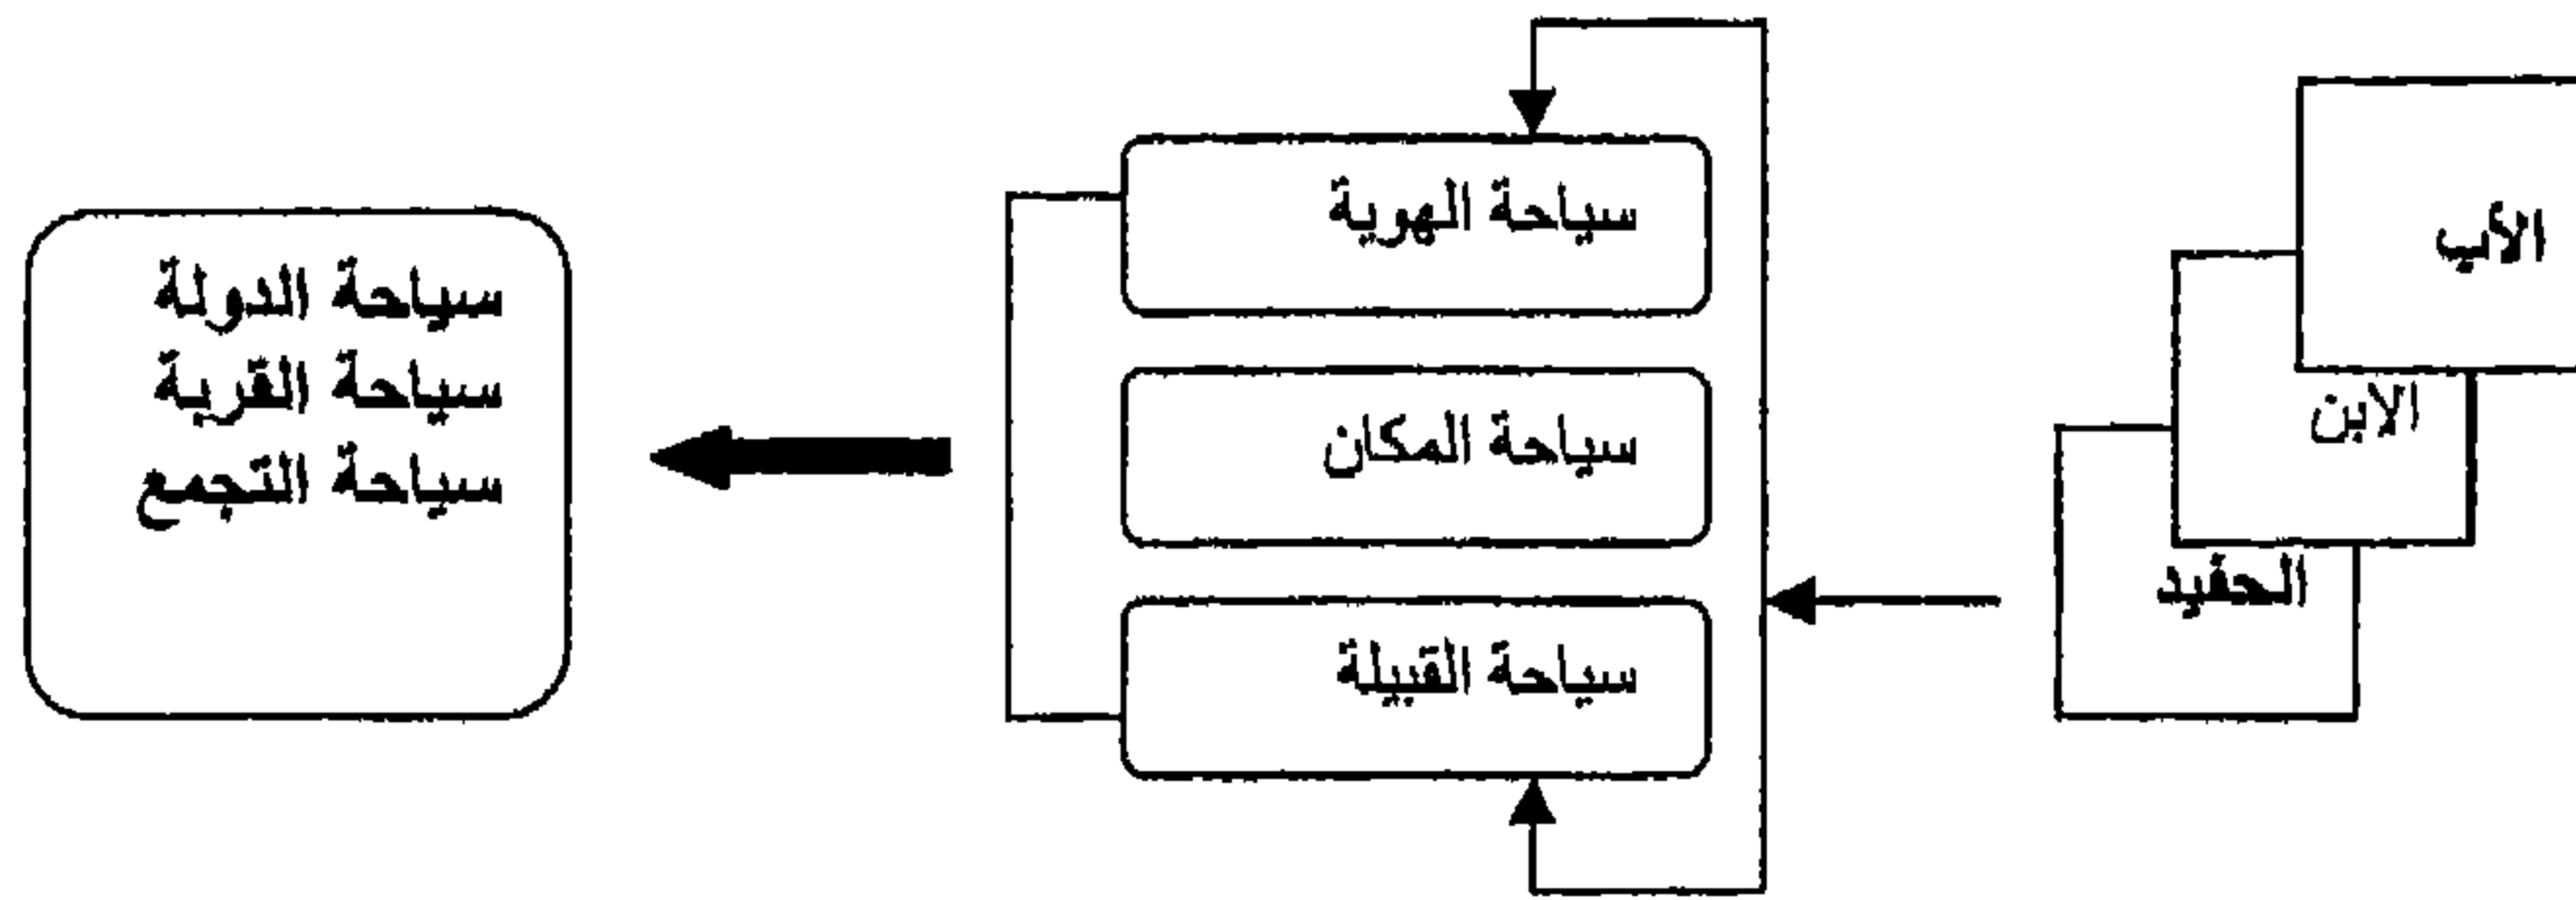 الأب
الابن
الحفيد
سياحة الهوية
سياحة المكان
سياحة القبيلة
سياحة الدولة
سياحة القرية
سياحة التجمع